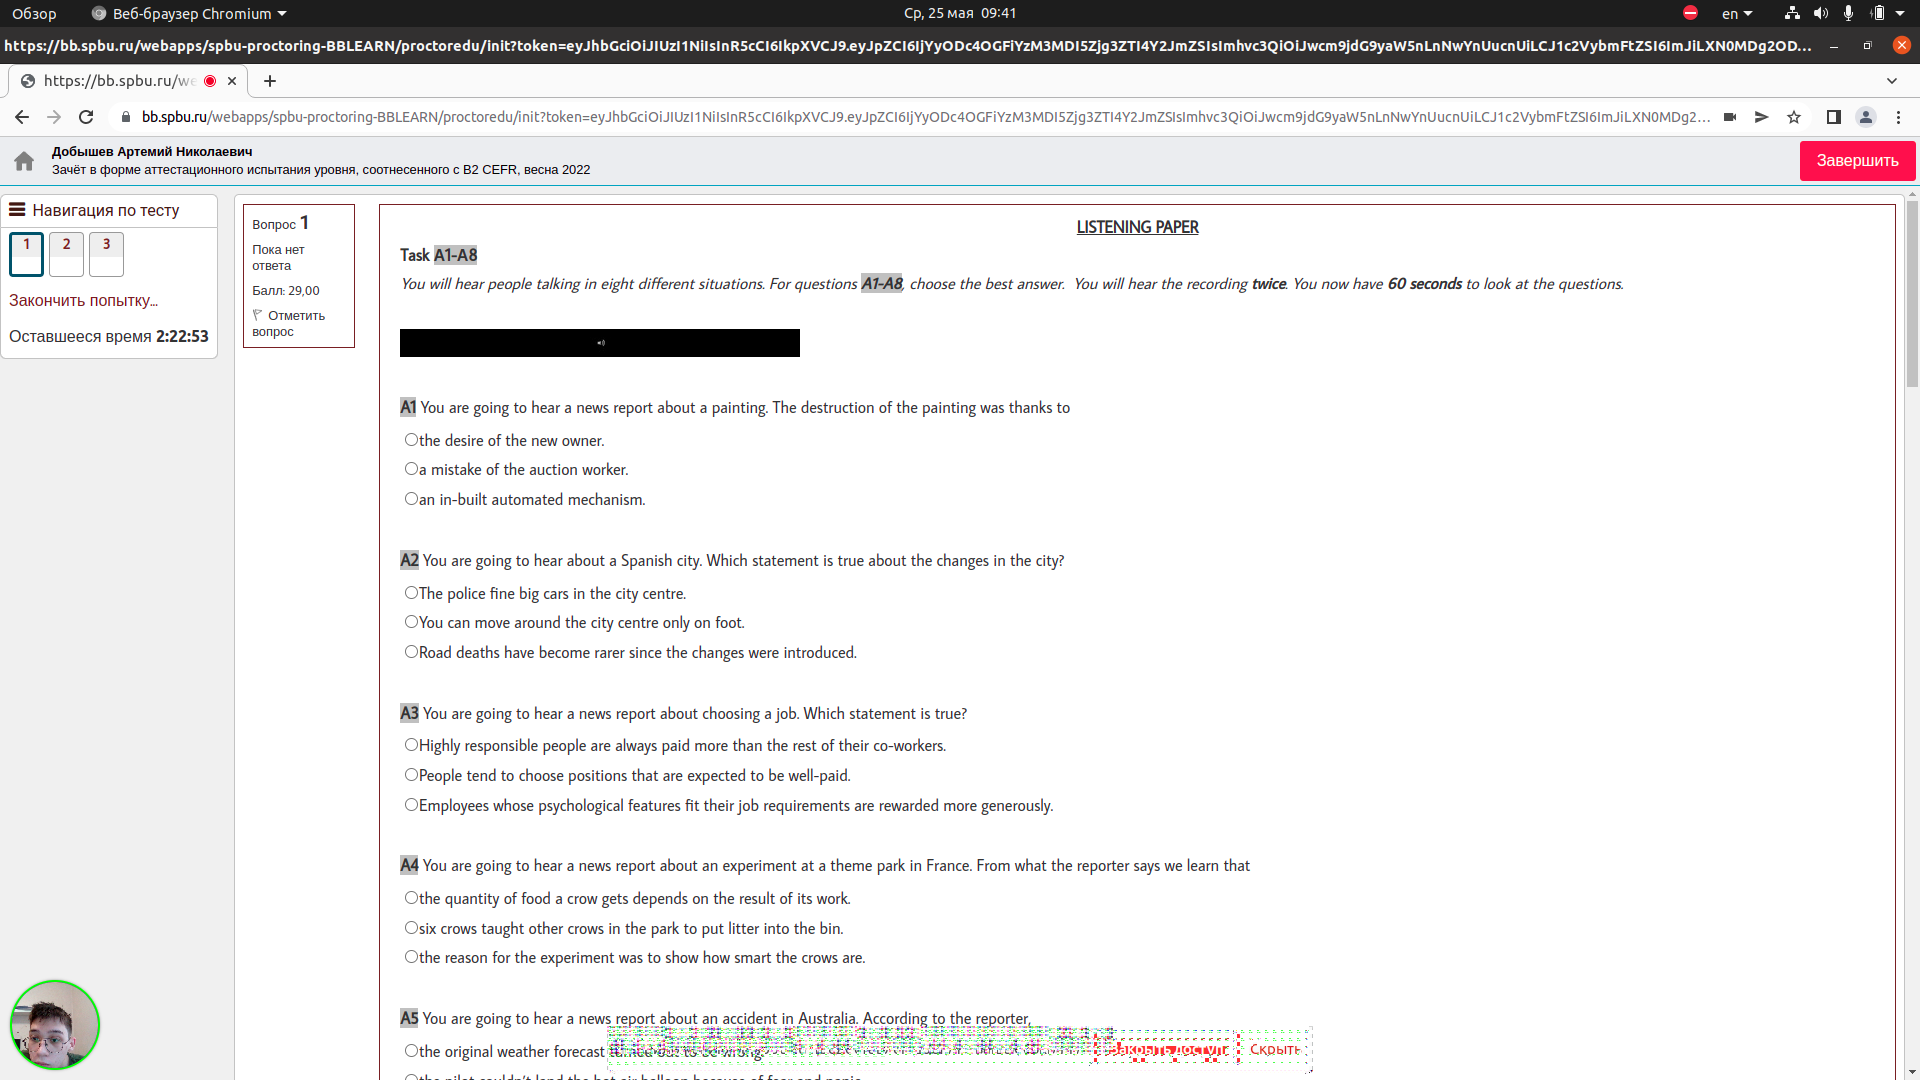 Обзор
Веб-браузер Chromium
Ср, 25 мая 09:41
en
https://bb.spbu.ru/webapps/spbu-proctoring-BBLEARN/proctoredu/init?token=eyJhbGciOiJIUzI1NiIsInR5cCI6IkpXVCJ9.eyJpZCI6IjYyODc4OGFiYzM3MDI5Zjg3ZTI4Y2JmZSIsImhvc3QiOiJwcm9jdG9yaW5nLnNwYnUucnUiLCJ1c2VybmFtZSI6ImJiLXN0MDg2OD...
https://bb.spbu.ru/we
bb.spbu.ru/webapps/spbu-proctoring-BBLEARN/proctoredu/init?token=eyJhbGciOiJIUzI1NiIsInR5cCI6IkpXVCJ9.eyJpZCI6IjYyODc4OGFiYzM3MDI5Zjg3ZTI4Y2JmZSIsImhvc3QiOiJwcm9jdG9yaW5nLnNwYnUucnUiLCJ1c2VybmFtZSI6ImJiLXN0MDg2...
Добышев Артемий Николаевич
Зачёт в форме аттестационного испытания уровня, соотнесенного с B2 CEFR, весна 2022
Завершить
Навигация по тесту
1 2 3
Закончить попытку...
Оставшееся время 2:22:53
Вопрос 1
Пока нет
ответа
Балл: 29,00
Отметить
вопрос
LISTENING PAPER
Task A1-A8
You will hear people talking in eight different situations. For questions A1-A8, choose the best answer. You will hear the recording twice. You now have 60 seconds to look at the questions.
A1 You are going to hear a news report about a painting. The destruction of the painting was thanks to
the desire of the new owner.
a mistake of the auction worker.
an in-built automated mechanism.
A2 You are going to hear about a Spanish city. Which statement is true about the changes in the city?
The police fine big cars in the city centre.
You can move around the city centre only on foot.
Road deaths have become rarer since the changes were introduced.
A3 You are going to hear a news report about choosing a job. Which statement is true?
Highly responsible people are always paid more than the rest of their co-workers.
People tend to choose positions that are expected to be well-paid.
Employees whose psychological features fit their job requirements are rewarded more generously.
A4 You are going to hear a news report about an experiment at a theme park in France. From what the reporter says we learn that
the quantity of food a crow gets depends on the result of its work.
six crows taught other crows in the park to put litter into the bin.
the reason for the experiment was to show how smart the crows are.
A5 You are going to hear a news report about an accident in Australia. According to the reporter,
the original weather forecast
Закрыть доступ
Скрыть